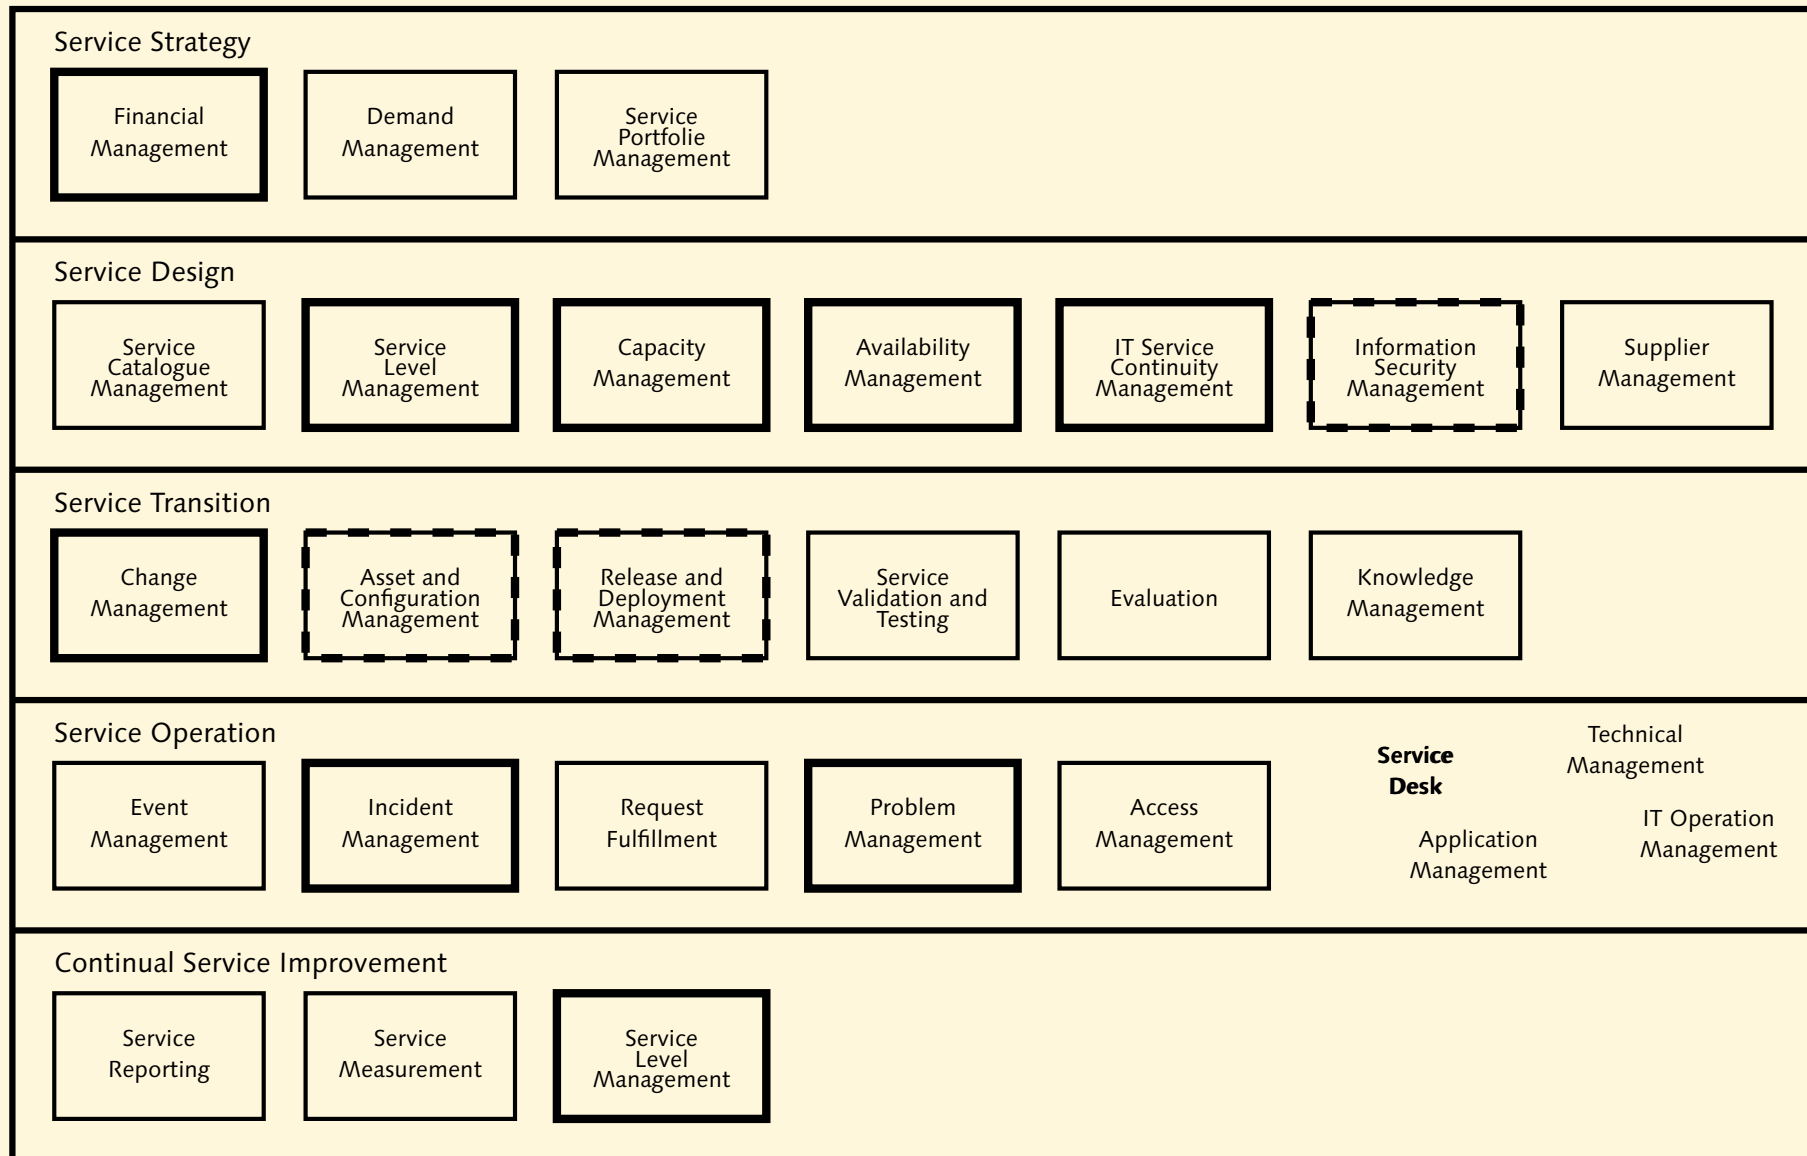 Service Strategy
Financial
Management
Demand
Management
Service
Portfolie
Management
Service Design
Service
Catalogue
Management
Service
Level
Management
Capacity
Management
Availability
Management
IT Service
Continuity
Management
Information
Security
Management
Supplier
Management
Service Transition
Change
Management
Asset and
Configuration
Management
Release and
Deployment
Management
Service
Validation and
Testing
Evaluation
Knowledge
Management
Service Operation
Event
Management
Incident
Management
Request
Fulfillment
Problem
Management
Access
Management
Service
Desk
Technical
Management
Application
Management
IT Operation
Management
Continual Service Improvement
Service
Reporting
Service
Measurement
Service
Level
Management